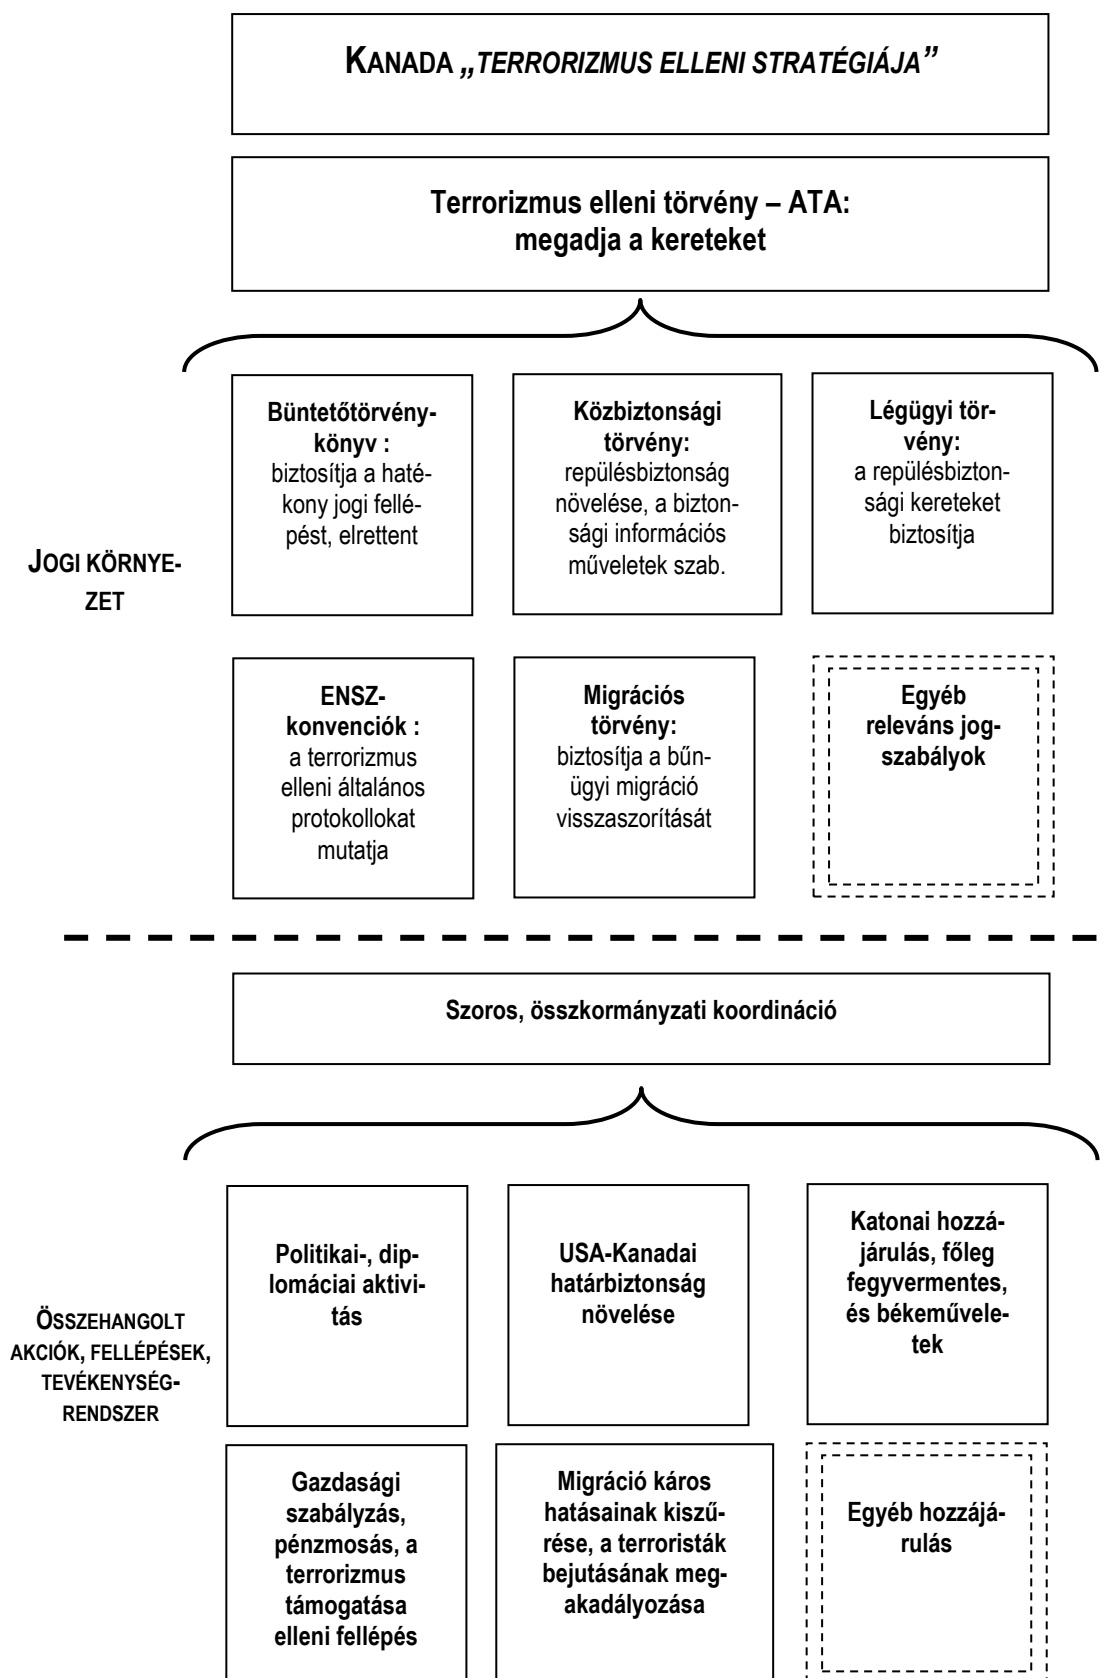 KANADA „TERRORIZMUS ELLENI STRATÉGIÁJA”
Terrorizmus elleni törvény – ATA:
megadja a kereteket
JOGI KÖRNYE-
ZET
Büntetőtörvény-
könyv :
biztosítja a haté-
kony jogi fellé-
pést, elrettent
Közbiztonsági
törvény:
repülésbiztonság
növelése, a bizton-
sági információs
műveletek szab.
Légügyi tör-
vény:
a repülésbizton-
sági kereteket
biztosítja
ENSZ-
konvenciók :
a terrorizmus
elleni általános
protokollokat
mutatja
Migrációs
törvény:
biztosítja a bűn-
ügyi migráció
visszaszorítását
Egyéb
releváns jog-
szabályok
Szoros, összkormányzati koordináció
ÖSSZEHANGOLT
AKCIÓK, FELLÉPÉSEK,
TEVÉKENYSÉG-
RENDSZER
Politikai-, dip-
lomáciai aktivi-
tás
USA-Kanadai
határbiztonság
növelése
Katonai hozzá-
járulás, főleg
fegyvermentes,
és békeművele-
tek
Gazdasági
szabályzás,
pénzmosás, a
terrorizmus
támogatása
elleni fellépés
Migráció káros
hatásainak kiszű-
rése, a terroristák
bejutásának meg-
akadályozása
Egyéb hozzájá-
rulás